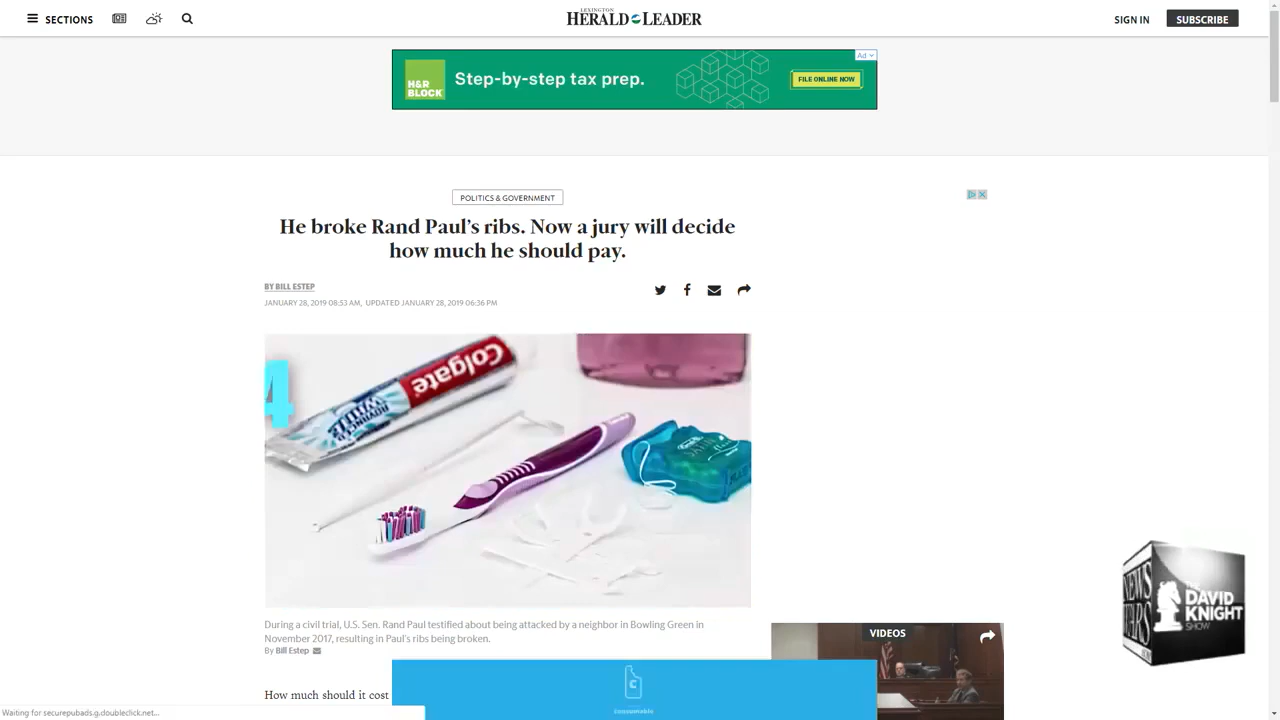 SECTIONS
LEXINGTON
HERALD LEADER
SIGN IN
SUBSCRIBE
Ad
H&R
BLOCK
Step-by-step tax prep.
FILE ONLINE NOW
POLITICS & GOVERNMENT
He broke Rand Paul's ribs. Now a jury will decide
how much he should pay.
BY BILL ESTEP
JANUARY 28, 2019 08:53 AM, UPDATED JANUARY 28, 2019 06:36 PM
4
Colgate
ADVANCED
WHITE
SATIN
During a civil trial, U.S. Sen. Rand Paul testified about being attacked by a neighbor in Bowling Green in
November 2017, resulting in Paul's ribs being broken.
By Bill Estep
VIDEOS
How much should it cost
C
consumable
Waiting for securepubads.g.doubleclick.net...
NEWS
WARS
THE
DAVID
KNIGHT
SHOW